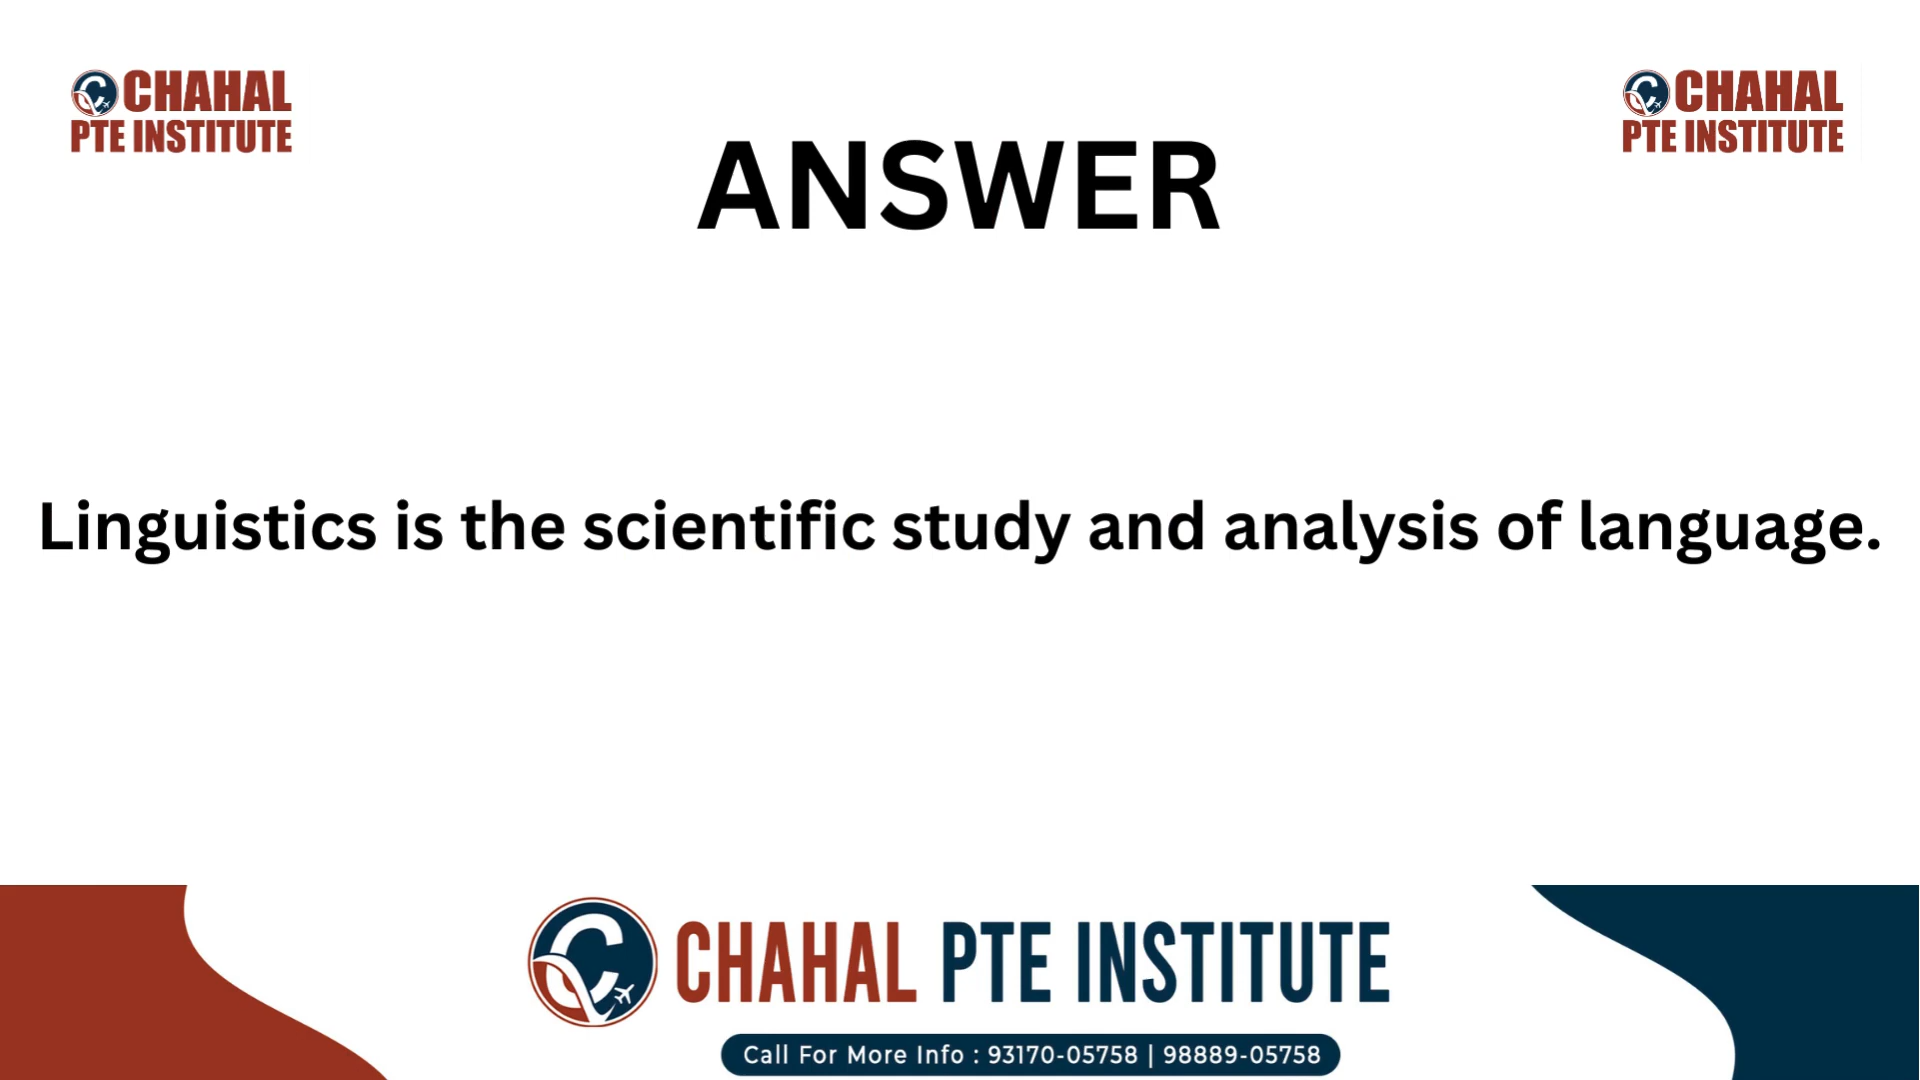 CHAHAL
PTE INSTITUTE
CHAHAL
PTE INSTITUTE
ANSWER
Linguistics is the scientific study and analysis of language.
CHAHAL PTE INSTITUTE
Call For More Info : 93170-05758 | 98889-05758